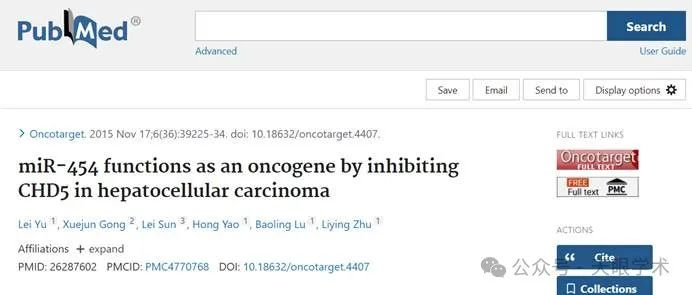 PubMed®
Search
Advanced
User Guide
Save
Email
Send to
Display options
> Oncotarget. 2015 Nov 17;6(36):39225-34. doi: 10.18632/oncotarget.4407.
miR-454 functions as an oncogene by inhibiting
CHD5 in hepatocellular carcinoma
Lei Yu 1, Xuejun Gong 2, Lei Sun 3, Hong Yao 1, Baoling Lu 1, Liying Zhu 1
Affiliations + expand
PMID: 26287602 PMCID: PMC4770768 DOI: 10.18632/oncotarget.4407
FULL TEXT LINKS
Oncotarget
FULL TEXT
FREE
Full text PMC
ACTIONS
Cite
Collections
公众号 · 天眼学术